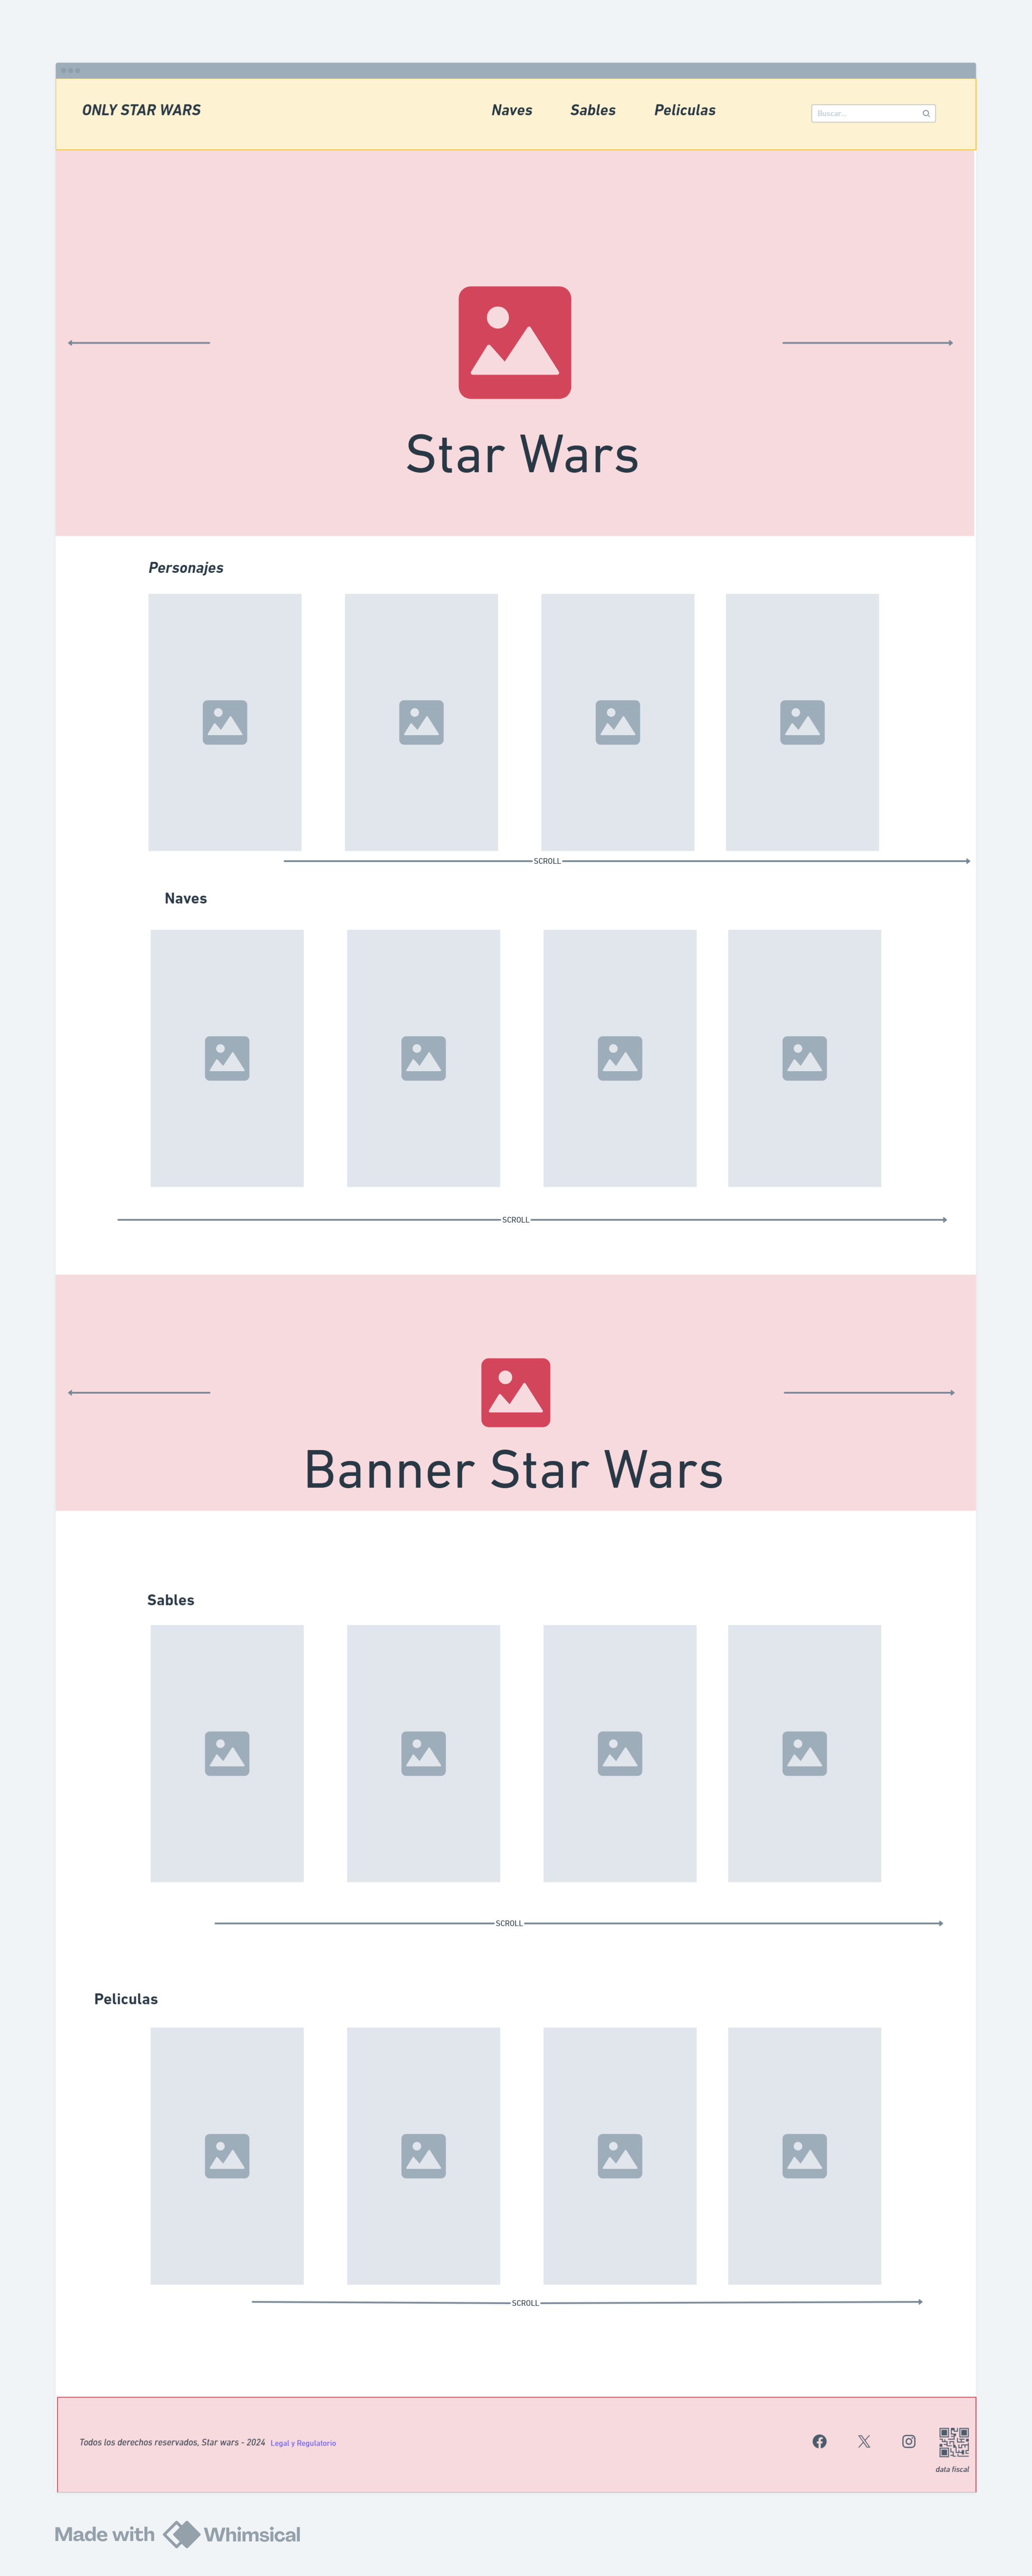 ONLY STAR WARS
Naves Sables Peliculas
Buscar...
Star Wars
Personajes
SCROLL
Naves
SCROLL
Banner Star Wars
Sables
SCROLL
Peliculas
SCROLL
Todos los derechos reservados, Star wars - 2024 Legal y Regulatorio
data fiscal
Made with Whimsical